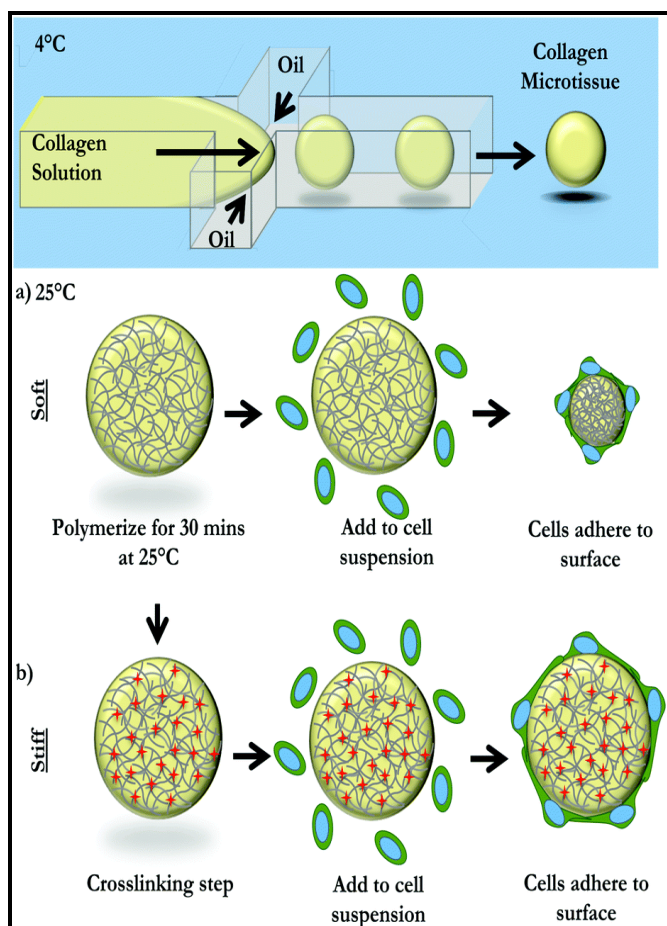 4°C
Oil
Collagen
Microtissue
Collagen
Solution
Oil
a) 25°C
Soft
Polymerize for 30 mins
at 25°C
Add to cell
suspension
Cells adhere to
surface
b)
Stiff
Crosslinking step
Add to cell
suspension
Cells adhere to
surface